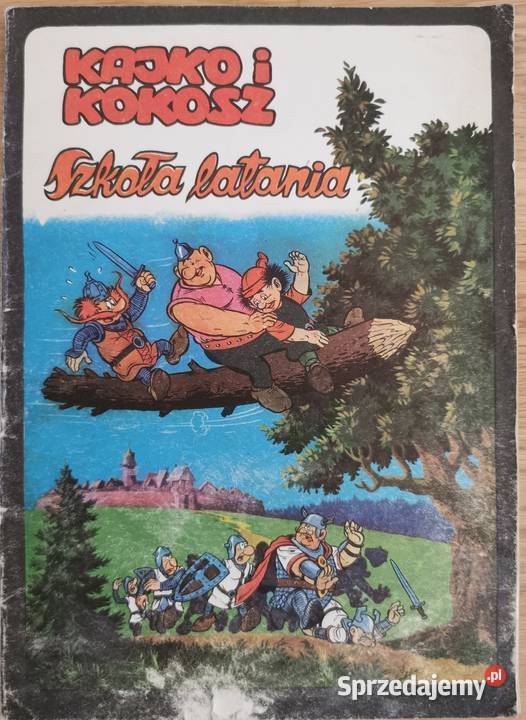 KAJKO i
KOKOSZ
Szkoła latania
Sprzedajemy.pl